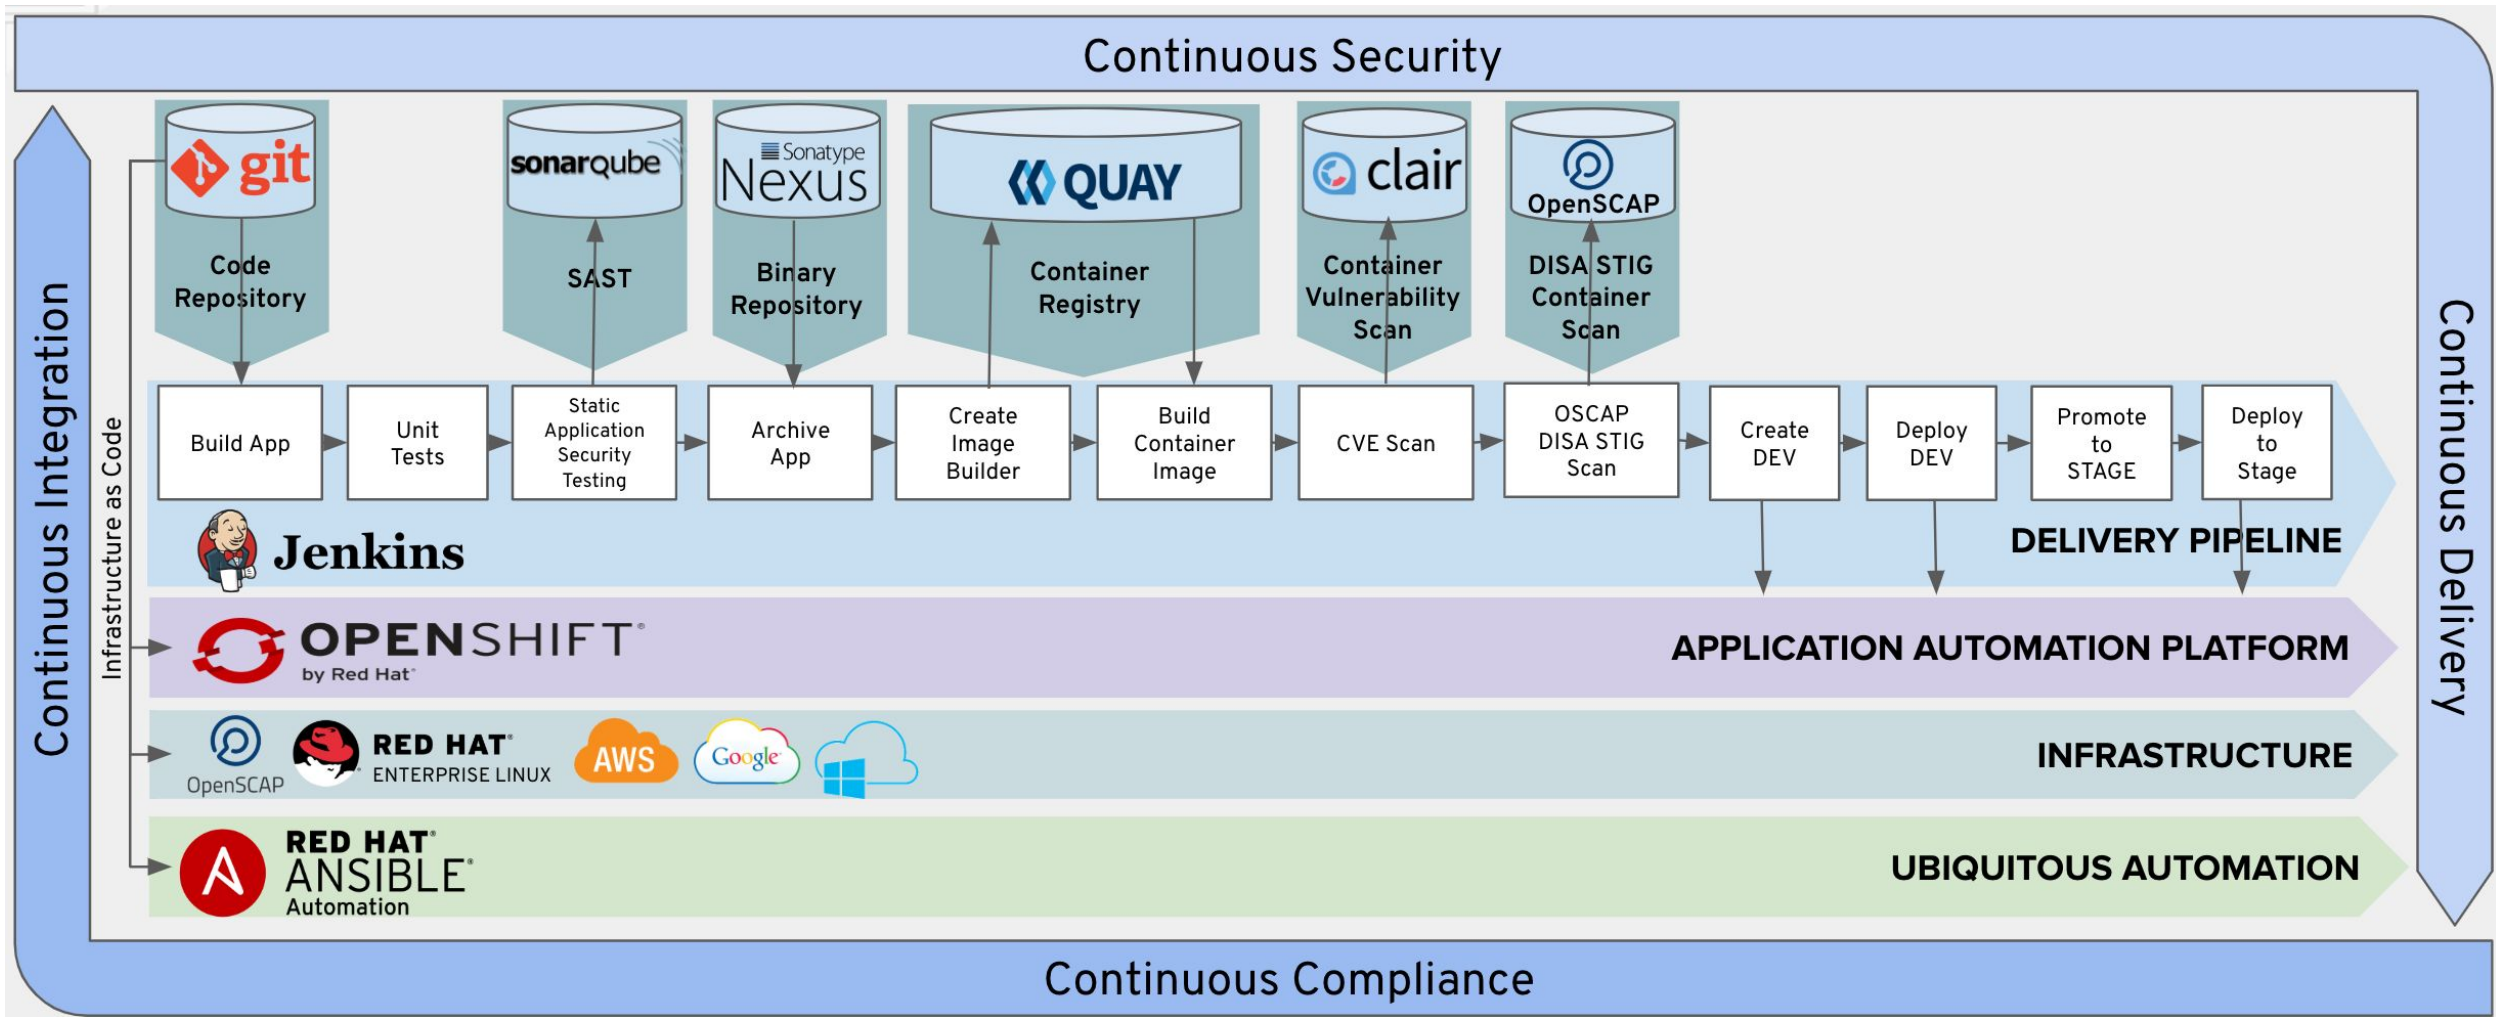 Continuous Security
git
sonarqube
Sonatype
Nexus
QUAY
clair
OpenSCAP
Code
Repository
SAST
Binary
Repository
Container
Registry
Container
Vulnerability
Scan
DISA STIG
Container
Scan
Continuous Integration
Infrastructure as Code
Build App
Unit
Tests
Static
Application
Security
Testing
Archive
App
Create
Image
Builder
Build
Container
Image
CVE Scan
OSCAP
DISA STIG
Scan
Create
DEV
Deploy
DEV
Promote
to
STAGE
Deploy
to
Stage
Continuous Delivery
Jenkins
DELIVERY PIPELINE
OPENSHIFT®
by Red Hat®
APPLICATION AUTOMATION PLATFORM
OpenSCAP
RED HAT®
ENTERPRISE LINUX
AWS
Google
INFRASTRUCTURE
RED HAT®
ANSIBLE®
Automation
UBIQUITOUS AUTOMATION
Continuous Compliance